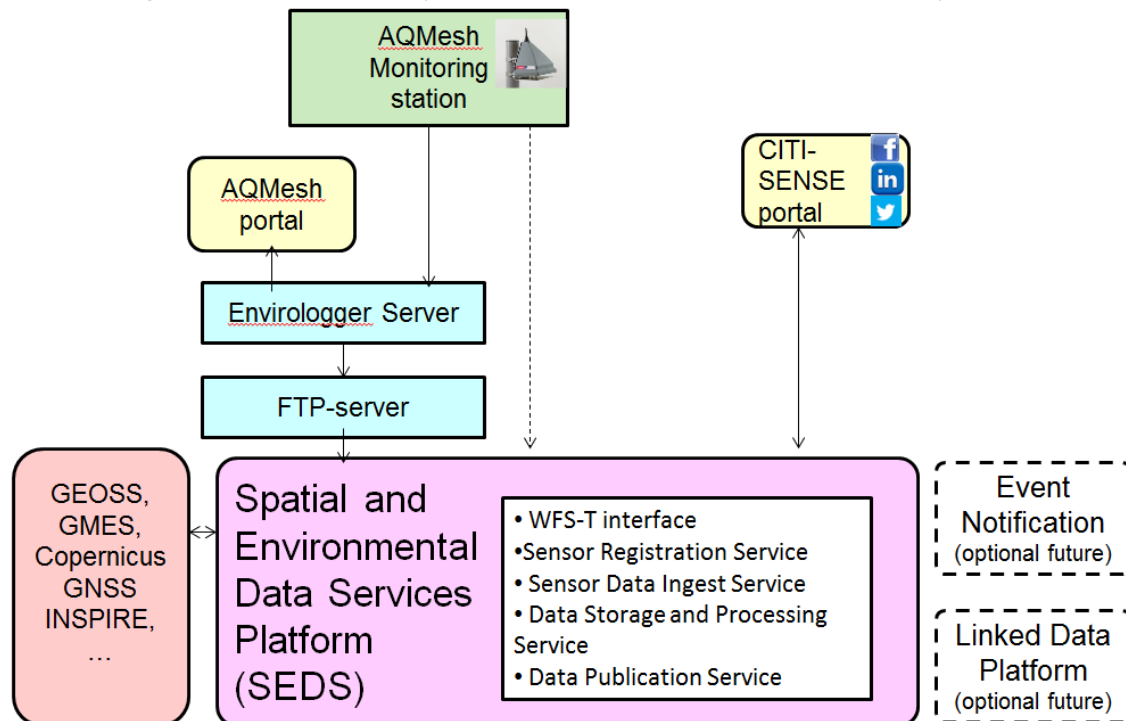 AQMesh
Monitoring
station
AQMesh
portal
CITI-
SENSE
portal
f
in
Envirologger Server
FTP-server
GEOSS,
GMES,
Copernicus
GNSS
INSPIRE,
…
Spatial and
Environmental
Data Services
Platform
(SEDS)
• WFS-T interface
•Sensor Registration Service
• Sensor Data Ingest Service
• Data Storage and Processing
Service
• Data Publication Service
Event
Notification
(optional future)
Linked Data
Platform
(optional future)